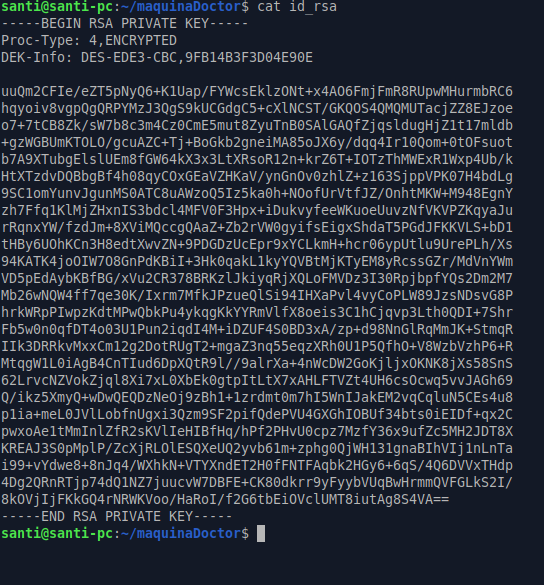 santi@santi-pc:~/maquinaDoctor$ cat id_rsa
-----BEGIN RSA PRIVATE KEY-----
Proc-Type: 4,ENCRYPTED
DEK-Info: DES-EDE3-CBC,9FB14B3F3D04E90E
uuQm2CFIe/eZT5pNyQ6+K1Uap/FYWcsEklzONt+x4AO6FmjFmR8RUpwMHurmbRC6
hqyoiv8vgpQgQRPYMzJ3QgS9kUCGdgC5+cXlNCST/GKQOS4QMQMUTacjZZ8EJzoe
o7+7tCB8Zk/sW7b8c3m4Cz0CmE5mut8ZyuTnB0SAlGAQfZjqsldugHjZ1t17mldb
+gzWGBUmKTOLO/gcuAZC+Tj+BoGkb2gneiMA85oJX6y/dqq4Ir10Qom+0tOFsuot
b7A9XTubgElslUEm8fGW64kX3x3LtXRsoR12n+krZ6T+IOTzThMWExR1Wxp4Ub/k
HtXTzdvDQBbgBf4h08qyCOxGEaVZHKaV/ynGnOv0zhlZ+z163SjppVPK07H4bdLg
9SC1omYunvJgunMS0ATC8uAWzoQ5Iz5ka0h+NOofUrVtfJZ/OnhtMKW+M948EgnY
zh7Ffq1KlMjZHxnIS3bdcl4MFV0F3Hpx+iDukvyfeeWKuoeUuvzNfVKVPZKqyaJu
rRqnxYW/fzdJm+8XViMQccgQAaZ+Zb2rVW0gyifsEigxShdaT5PGdJFKKVLS+bD1
tHBy6UOhKCn3H8edtXwvZN+9PDGDzUcEpr9xYCLkmH+hcr06ypUtlu9UrePLh/Xs
94KATK4joOIW7O8GnPdKBiI+3Hk0qakL1kyYQVBtMjKTyEM8yRcssGZr/MdVnYWm
VD5pEdAybKBfBG/xVu2CR378BRKzlJkiyqRjXQLoFMVDz3I30RpjbpfYQs2Dm2M7
Mb26wNQW4ff7qe30K/Ixrm7MfkJPzueQlSi94IHXaPvl4vyCoPLW89JzsNDsvG8P
hrkWRpPIwpzKdtMPwQbkPu4ykqgKkYYRmVlfX8oeis3C1hCjqvp3Lth0QDI+7Shr
Fb5w0n0qfDT4o03U1Pun2iqdI4M+iDZUF4S0BD3xA/zp+d98NnGlRqMmJK+StmqR
IIk3DRRkvMxxCm12g2DotRUgT2+mgaZ3nq55eqzXRh0U1P5QfhO+V8WzbVzhP6+R
MtqgW1L0iAgB4CnTIud6DpXQtR9l//9alrXa+4nWcDW2GoKjljxOKNK8jXs58SnS
62LrvcNZVokZjql8Xi7xL0XbEk0gtpItLtX7xAHLFTVZt4UH6csOcwq5vvJAGh69
Q/ikz5XmyQ+wDwQEQDzNeOj9zBh1+1zrdmt0m7hI5WnIJakEM2vqCqluN5CEs4u8
p1ia+meL0JVlLobfnUgxi3Qzm9SF2pifQdePVU4GXGhIOBUf34bts0iEIDf+qx2C
pwxoAe1tMmInlZfR2sKVlIeHIBfHq/hPf2PHvU0cpz7MzfY36x9ufZc5MH2JDT8X
KREAJ3S0pMplP/ZcXjRLOlESQXeUQ2yvb61m+zphg0QjWH131gnaBIhVIj1nLnTa
i99+vYdwe8+8nJq4/WXhkN+VTYXndET2H0fFNTFAqbk2HGy6+6qS/4Q6DVVxTHdp
4Dg2QRnRTjp74dQ1NZ7juucvW7DBFE+CK80dkrr9yFyybVUqBwHrmmQVFGLkS2I/
8kOVjIjFKkGQ4rNRWKVoo/HaRoI/f2G6tbEiOVclUMT8iutAg8S4VA==
-----END RSA PRIVATE KEY-----
santi@santi-pc:~/maquinaDoctor$